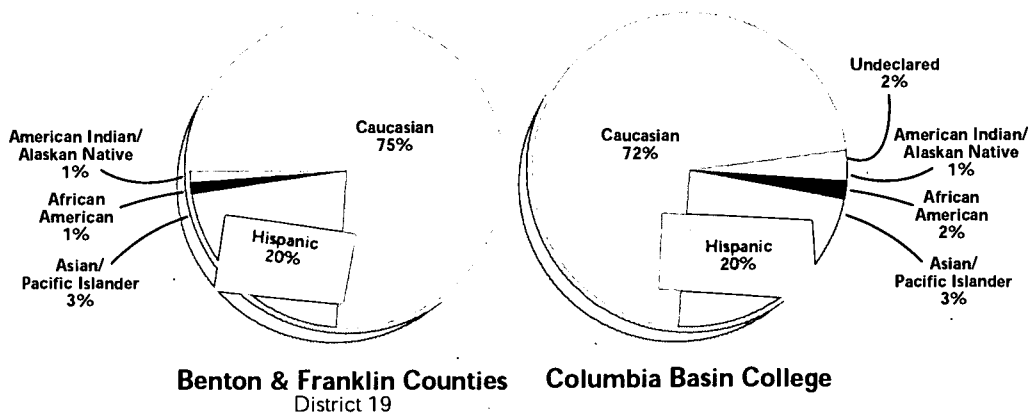 Caucasian
75%
American Indian/
Alaskan Native
1%
African
American
1%
Asian/
Pacific Islander
3%
Hispanic
20%
Benton & Franklin Counties
District 19
Undeclared
2%
Caucasian
72%
American Indian/
Alaskan Native
1%
African
American
2%
Asian/
Pacific Islander
3%
Hispanic
20%
Columbia Basin College